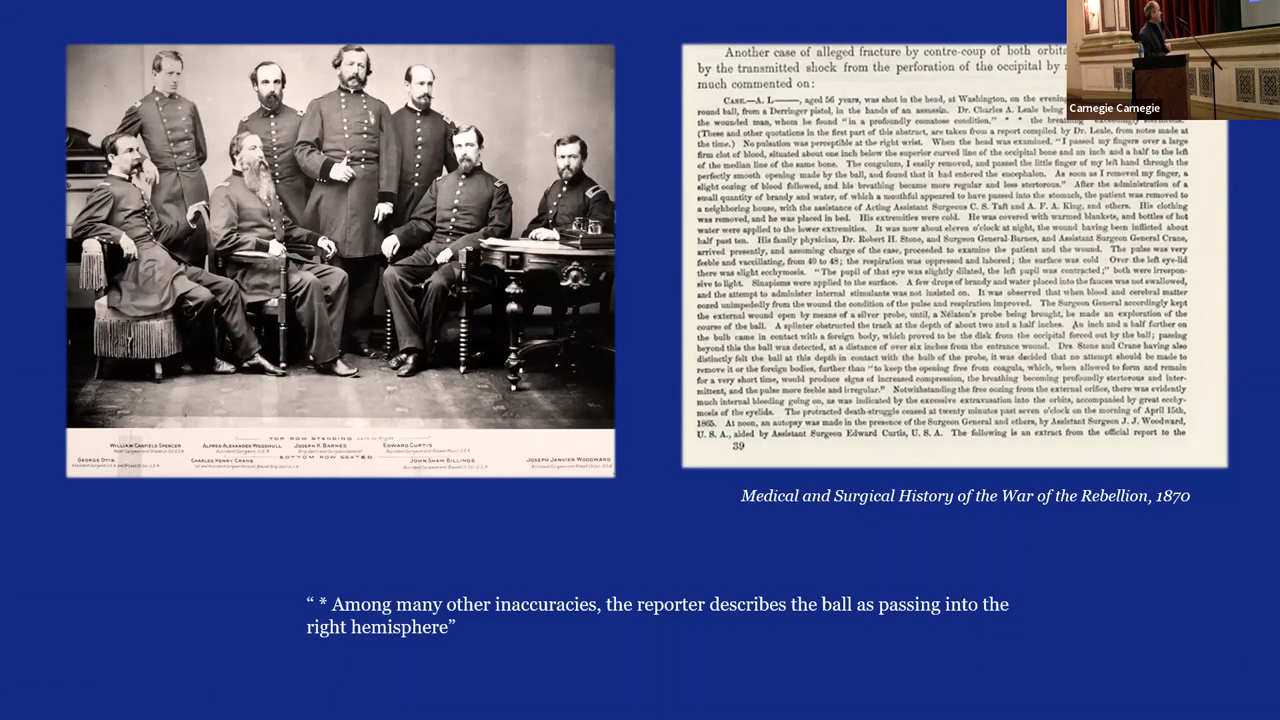 Another case of alleged fracture by contre-coup of both orbita
by the transmitted shock from the perforation of the occipital by
much commented on:
CASE.—A. L——, aged 56 years, was shot in the head, at Washington, on the evening
round ball, from a Derringer pistol, in the hands of an assassin. Dr. Charles A. Leale being
the wounded man, whom he found "in a profoundly comatose condition." * * the breathing exceedingly stertorous."
(These and other quotations in the first part of this abstract, are taken from a report compiled by Dr. Leale, from notes made at
the time.) No pulsation was perceptible at the right wrist. When the head was examined, "I passed my fingers over a large
firm clot of blood, situated about one inch below the superior curved line of the occipital bone and an inch and a half to the left
of the median line of the same bone. The coagulum, I easily removed, and passed the little finger of my left hand through the
perfectly smooth opening made by the ball, and found that it had entered the encephalon. As soon as I removed my finger, a
slight oozing of blood followed, and his breathing became more regular and less stertorous." After the administration of a
small quantity of brandy and water, of which a mouthful appeared to have passed into the stomach, the patient was removed to
a neighboring house, with the assistance of Acting Assistant Surgeons C. S. Taft and A. F. A. King, and others. His clothing
was removed, and he was placed in bed. His extremities were cold. He was covered with warmed blankets, and bottles of hot
water were applied to the lower extremities. It was now about eleven o'clock at night, the wound having been inflicted about
half past ten. His family physician, Dr. Robert H. Stone, and Surgeon General Barnes, and Assistant Surgeon General Crane,
arrived presently, and assuming charge of the case, proceeded to examine the patient and the wound. The pulse was very
feeble and vacillating, from 40 to 48; the respiration was oppressed and labored; the surface was cold Over the left eye-lid
there was slight ecchymosis. "The pupil of that eye was slightly dilated, the left pupil was contracted;" both were irrespon-
sive to light. Sinapisms were applied to the surface. A few drops of brandy and water placed into the fauces was not swallowed,
and the attempt to administer internal stimulants was not insisted on. It was observed that when blood and cerebral matter
oozed unimpededly from the wound the condition of the pulse and respiration improved. The Surgeon General accordingly kept
the external wound open by means of a silver probe, until, a Nélaton's probe being brought, he made an exploration of the
course of the ball. A splinter obstructed the track at the depth of about two and a half inches. An inch and a half further on
the bulb came in contact with a foreign body, which proved to be the disk from the occipital forced out by the ball; passing
beyond this the ball was detected, at a distance of over six inches from the entrance wound. Drs. Stone and Crane having also
distinctly felt the ball at this depth in contact with the bulb of the probe, it was decided that no attempt should be made to
remove it or the foreign bodies, further than "to keep the opening free from coagula, which, when allowed to form and remain
for a very short time, would produce signs of increased compression, the breathing becoming profoundly stertorous and inter-
mittent, and the pulse more feeble and irregular." Notwithstanding the free oozing from the external orifice, there was evidently
much internal bleeding going on, as was indicated by the excessive extravasation into the orbits, accompanied by great ecchy-
mosis of the eyelids. The protracted death-struggle ceased at twenty minutes past seven o'clock on the morning of April 15th,
1865. At noon, an autopsy was made in the presence of the Surgeon General and others, by Assistant Surgeon J. J. Woodward,
U. S. A., aided by Assistant Surgeon Edward Curtis, U. S. A. The following is an extract from the official report to the
39
Carnegie Carnegie
TOP ROW STANDING Left to Right
WILLIAM CANFIELD SPENCER ALFRED ALEXANDER WOODHULL JOSEPH K BARNES EDWARD CURTIS
BOTTOM ROW SEATED
GEORGE OTIS CHARLES HENRY CRANE JOHN SHAW BILLINGS JOSEPH JANVIER WOODWARD
Medical and Surgical History of the War of the Rebellion, 1870
“ * Among many other inaccuracies, the reporter describes the ball as passing into the
right hemisphere”